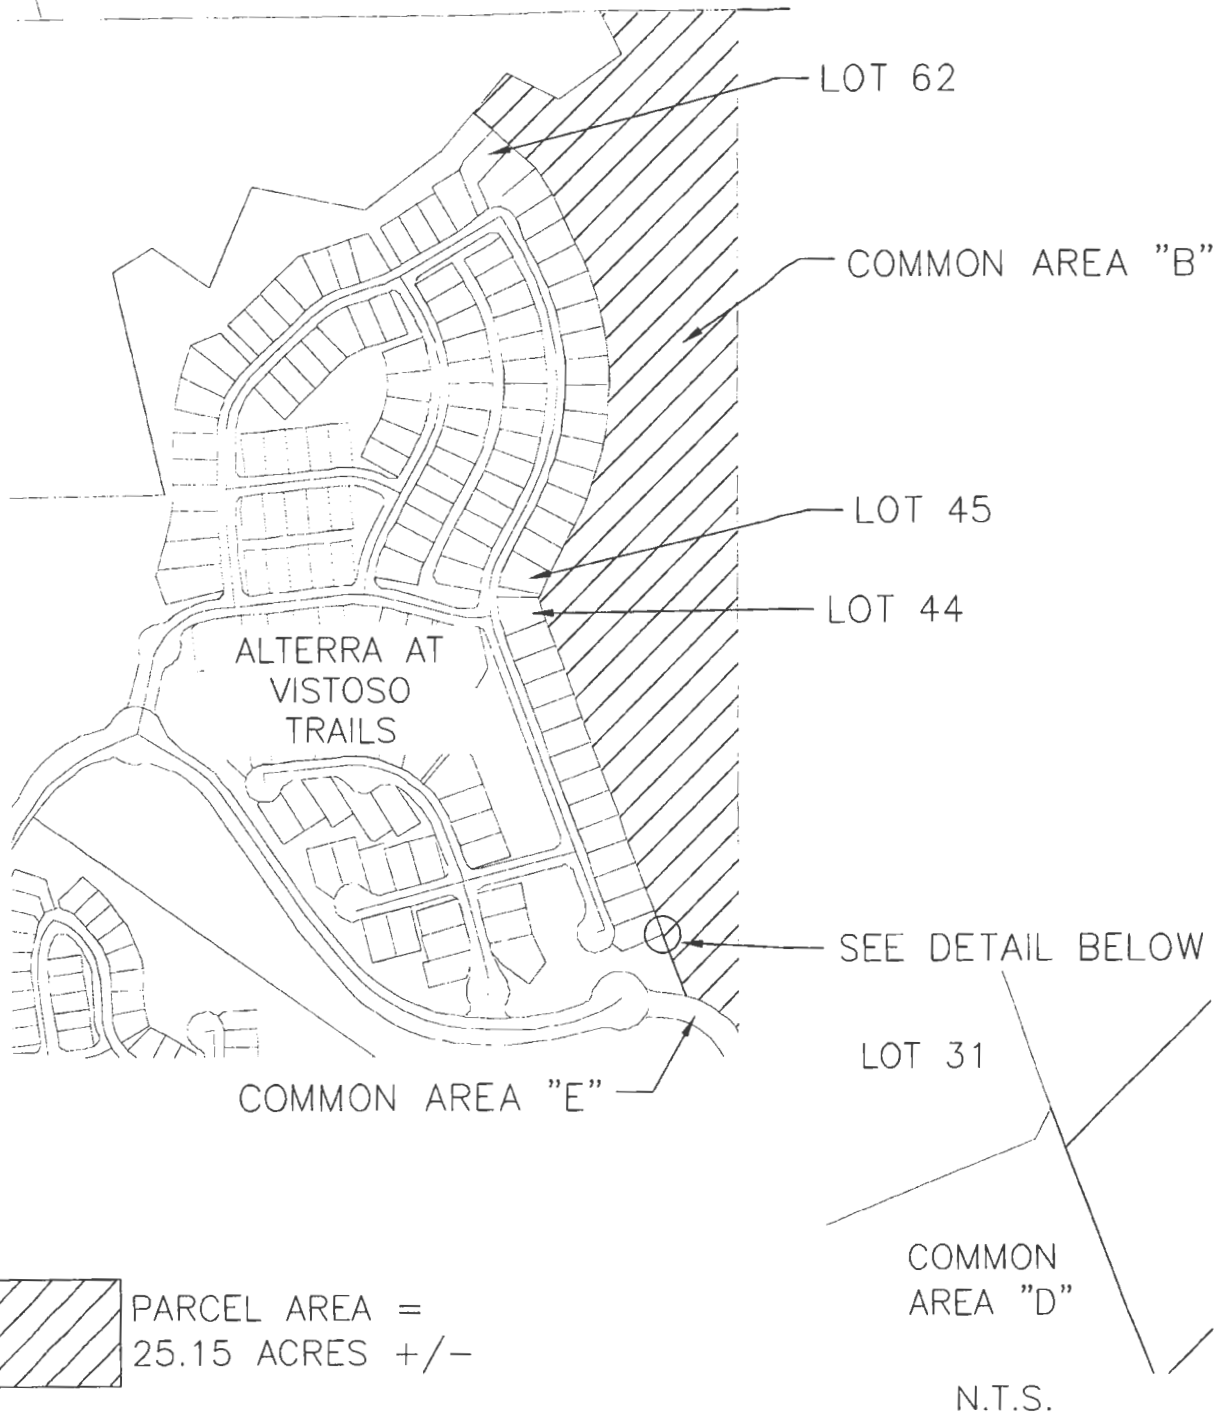 LOT 62
COMMON AREA "B"
LOT 45
LOT 44
ALTERRA AT
VISTOSO
TRAILS
SEE DETAIL BELOW
LOT 31
COMMON AREA "E"
COMMON
AREA "D"
PARCEL AREA =
25.15 ACRES +/-
N.T.S.